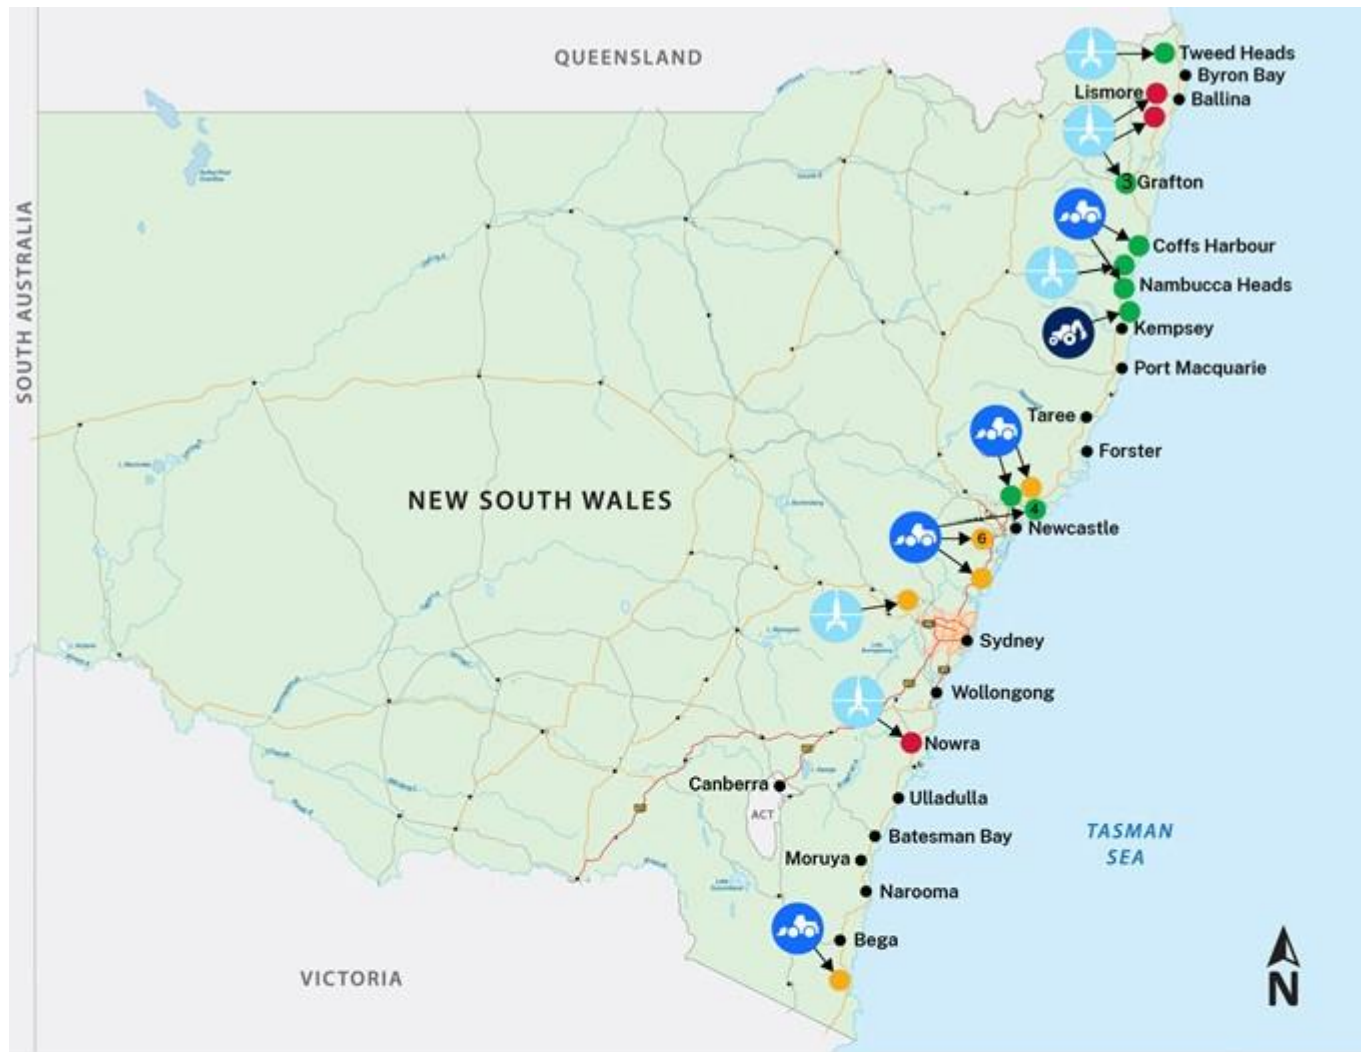 QUEENSLAND
Tweed Heads
Byron Bay
Lismore
Ballina
3 Grafton
SOUTH AUSTRALIA
Coffs Harbour
Nambucca Heads
Kempsey
Port Macquarie
Taree
Forster
NEW SOUTH WALES
4
Newcastle
6
Sydney
Wollongong
Nowra
Canberra
Ulladulla
ACT
Batesman Bay
TASMAN
SEA
Moruya
Narooma
Bega
VICTORIA
N